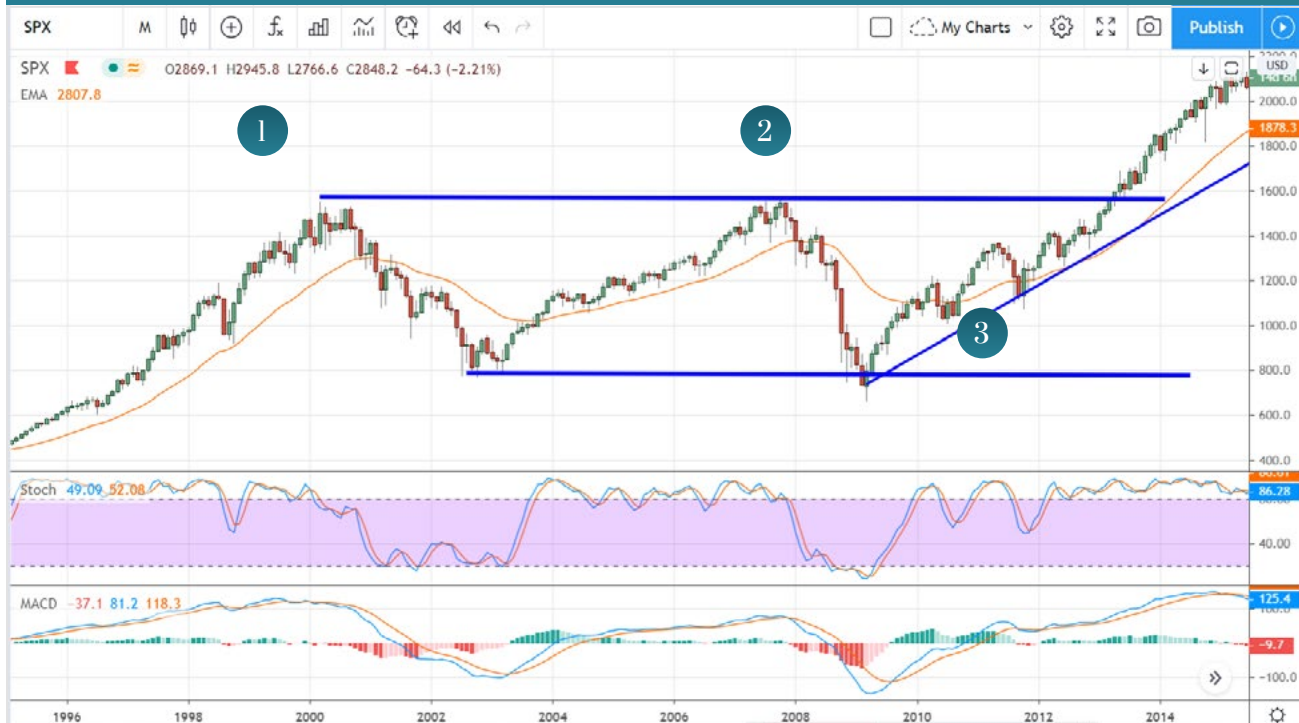 SPX M fx My Charts Publish
SPX O2869.1 H2945.8 L2766.6 C2848.2 −64.3 (−2.21%) USD
EMA 2807.8
1 2
2000.0
1878.3
1800.0
1600.0
1400.0
1200.0
3
1000.0
800.0
600.0
400.0
Stoch 49.09 52.08
86.28
40.00
MACD −37.1 81.2 118.3
125.4
−9.7
−100.0
1996 1998 2000 2002 2004 2006 2008 2010 2012 2014